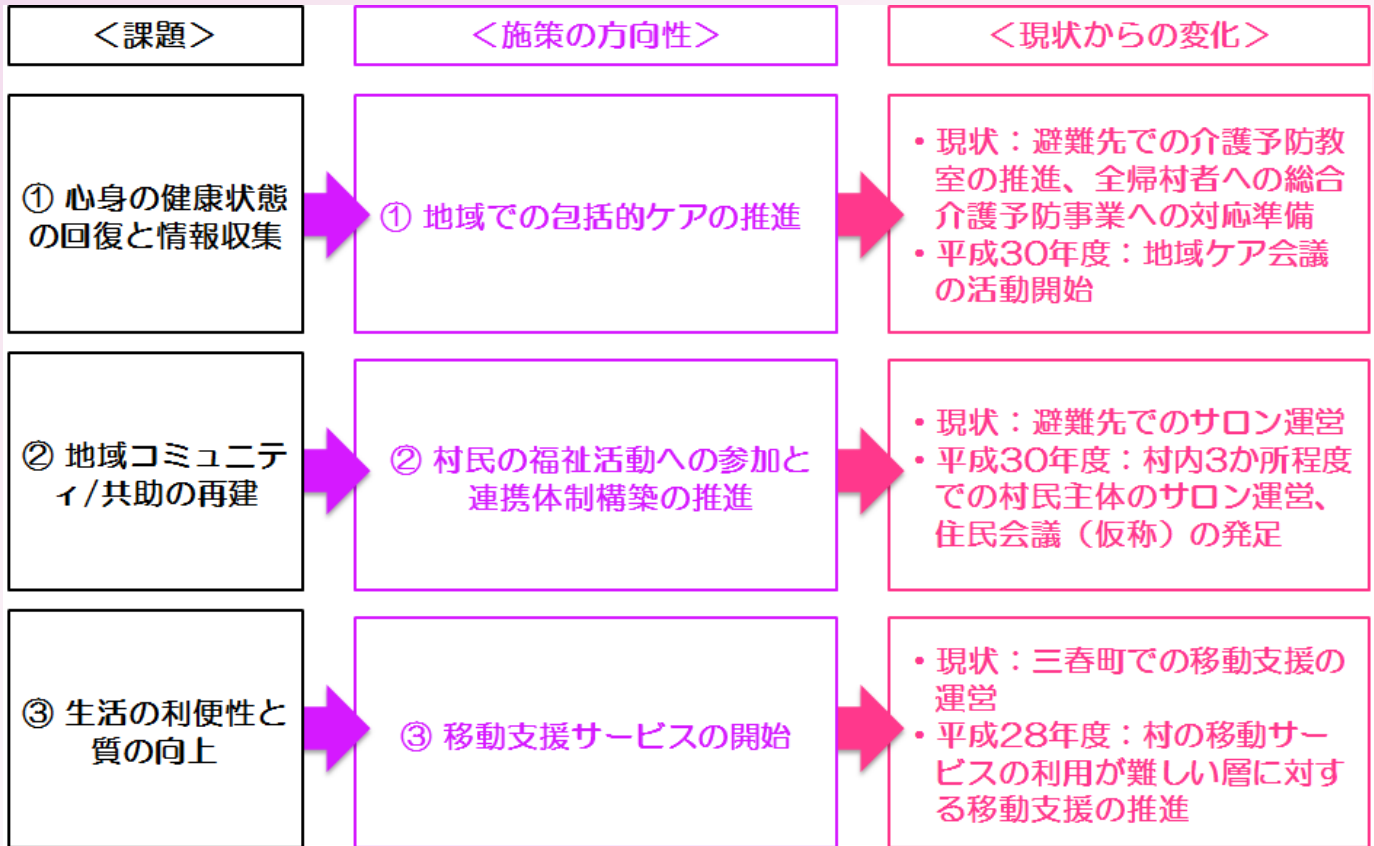 ＜課題＞
＜施策の方向性＞
＜現状からの変化＞
① 心身の健康状態
の回復と情報収集
① 地域での包括的ケアの推進
・現状：避難先での介護予防教
室の推進、全帰村者への総合
介護予防事業への対応準備
・平成30年度：地域ケア会議
の活動開始
② 地域コミュニテ
ィ/共助の再建
② 村民の福祉活動への参加と
連携体制構築の推進
・現状：避難先でのサロン運営
・平成30年度：村内3か所程度
での村民主体のサロン運営、
住民会議（仮称）の発足
③ 生活の利便性と
質の向上
③ 移動支援サービスの開始
・現状：三春町での移動支援の
運営
・平成28年度：村の移動サー
ビスの利用が難しい層に対す
る移動支援の推進